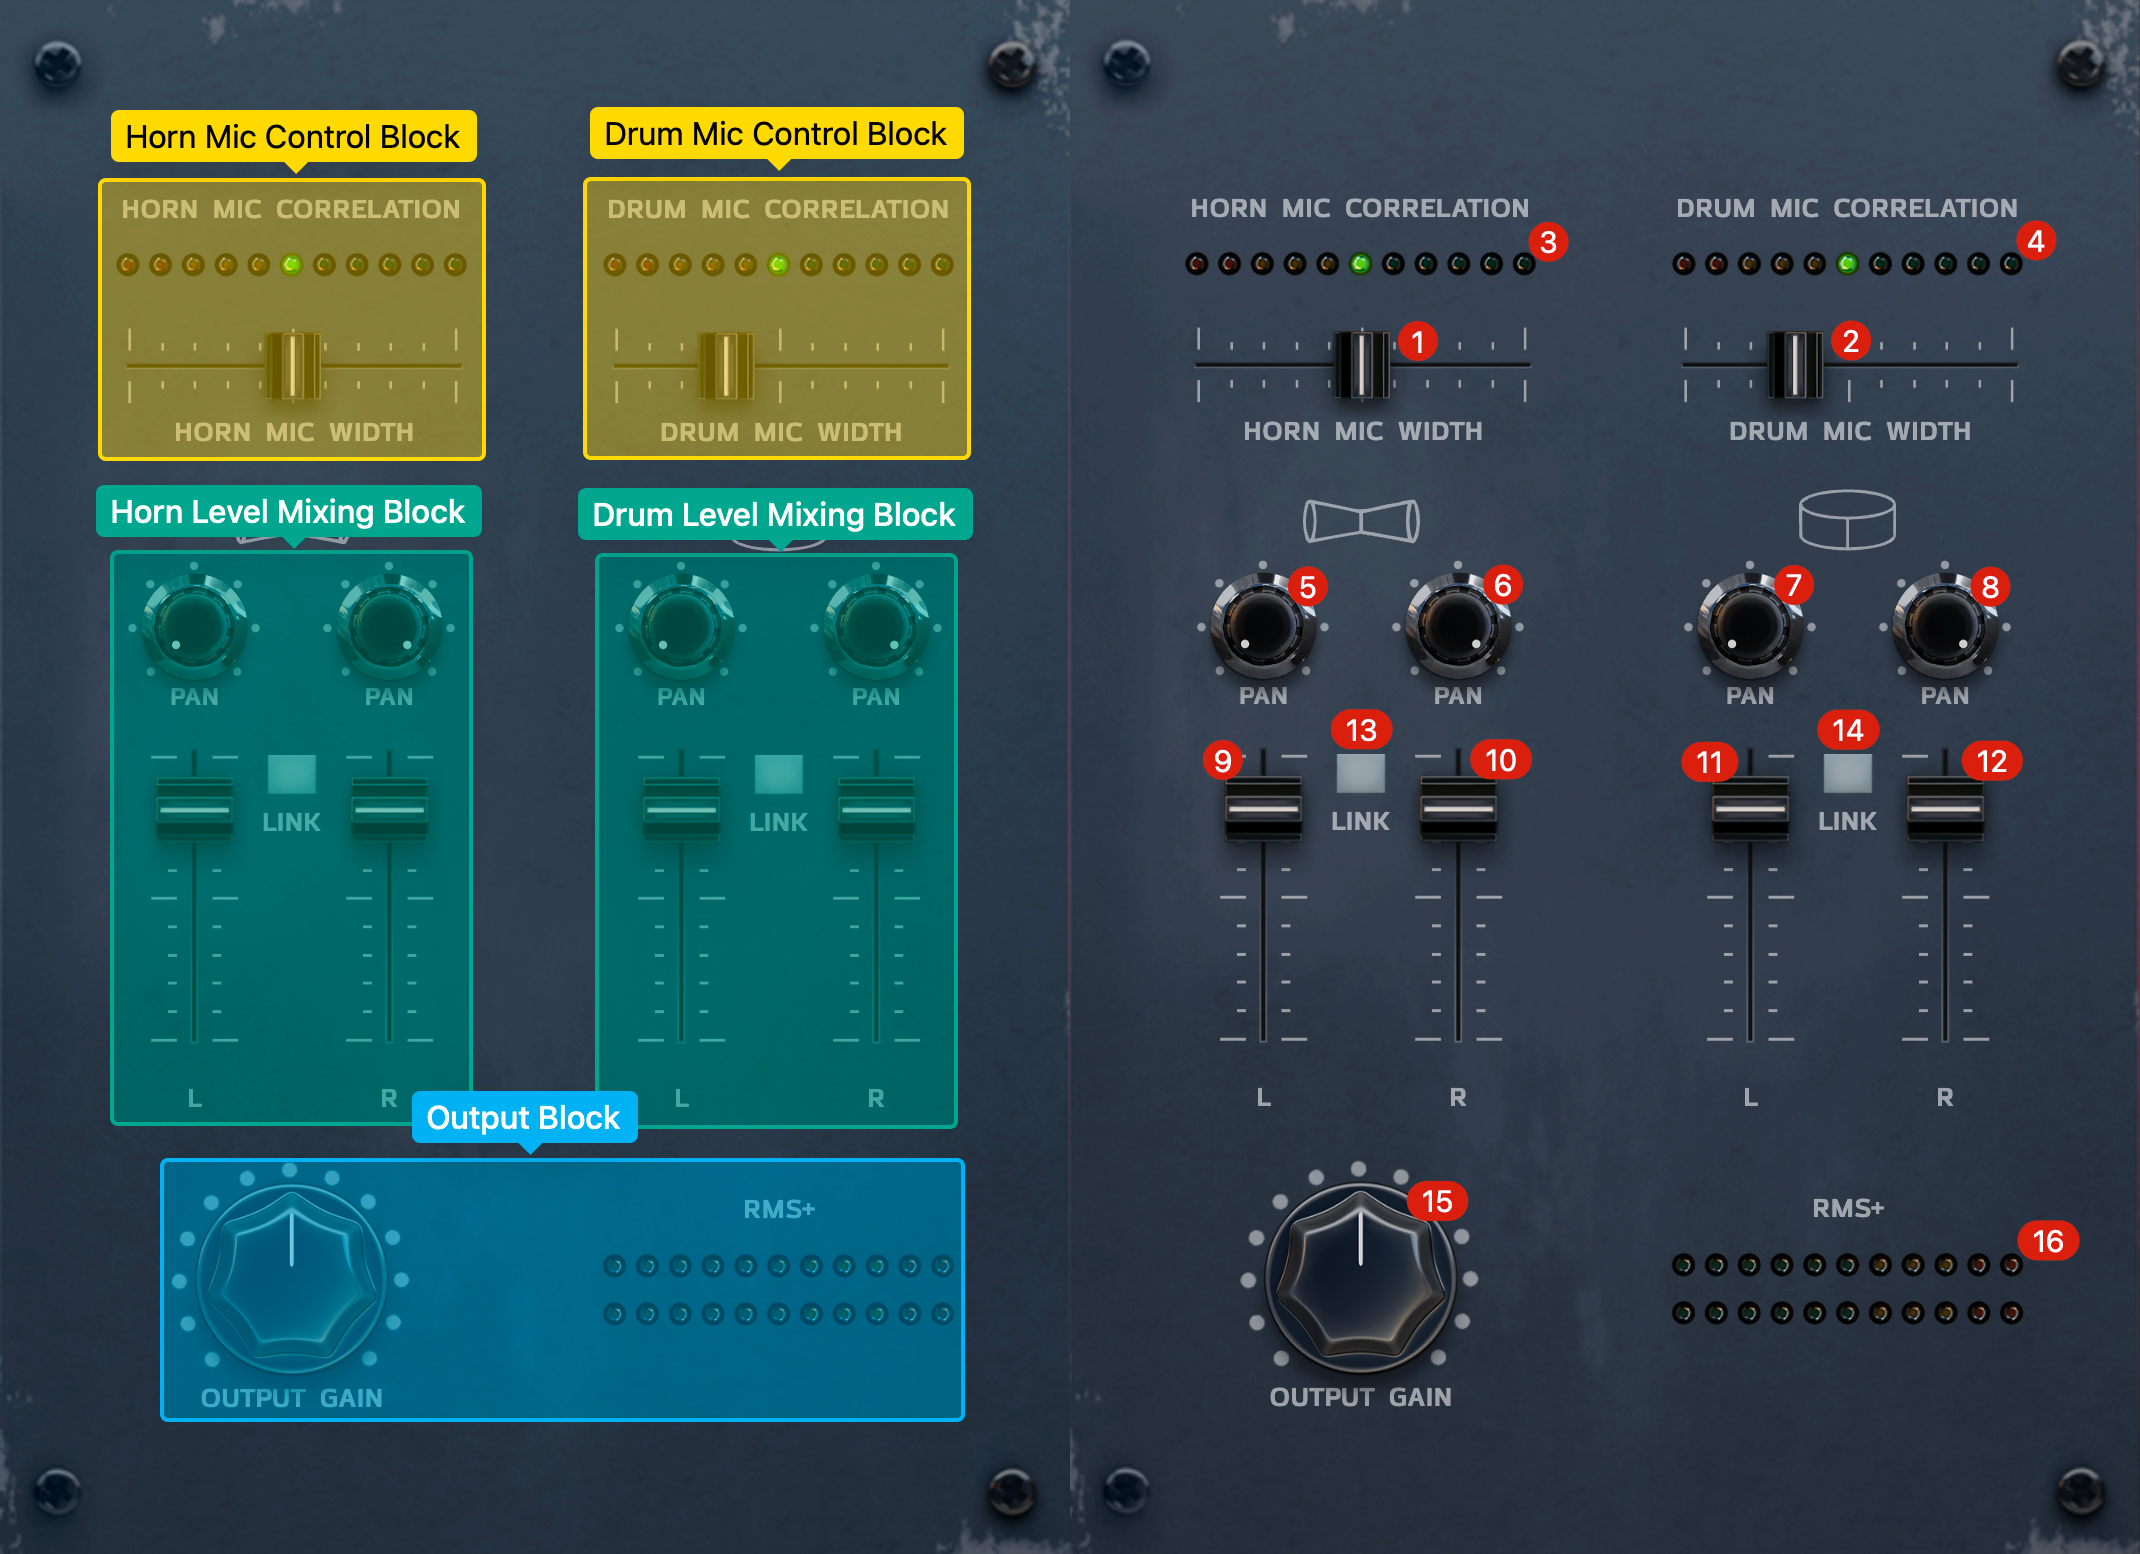 Horn Mic Control Block
Drum Mic Control Block
HORN MIC CORRELATION
DRUM MIC CORRELATION
HORN MIC WIDTH
DRUM MIC WIDTH
Horn Level Mixing Block
Drum Level Mixing Block
PAN
PAN
PAN
PAN
LINK
LINK
L
R
L
R
Output Block
RMS+
OUTPUT GAIN
HORN MIC CORRELATION
3
DRUM MIC CORRELATION
4
1
2
HORN MIC WIDTH
DRUM MIC WIDTH
5
6
7
8
PAN
PAN
PAN
PAN
9
13
10
11
14
12
LINK
LINK
L
R
L
R
15
RMS+
16
OUTPUT GAIN